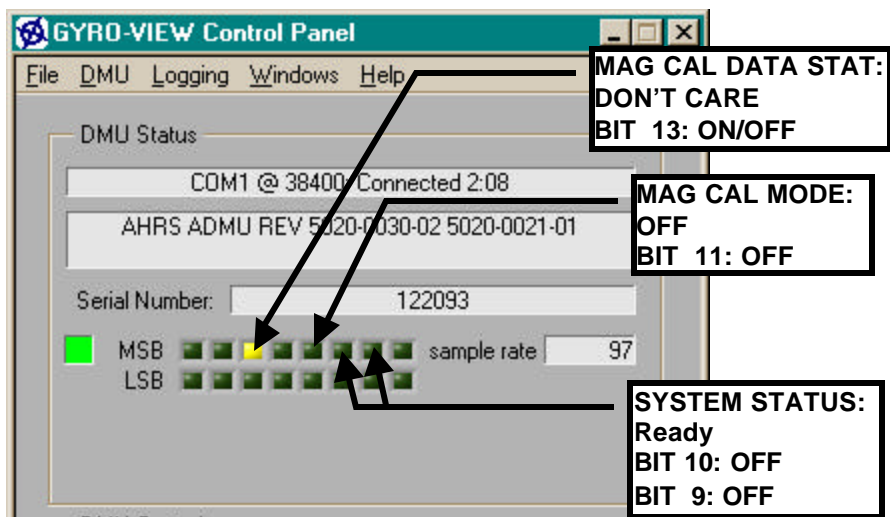 GYRO-VIEW Control Panel
File DMU Logging Windows Help
MAG CAL DATA STAT:
DON'T CARE
BIT 13: ON/OFF
DMU Status
COM1 @ 38400: Connected 2:08
MAG CAL MODE:
OFF
BIT 11: OFF
AHRS ADMU REV 5020-0030-02 5020-0021-01
Serial Number: 122093
MSB sample rate 97
LSB
SYSTEM STATUS:
Ready
BIT 10: OFF
BIT 9: OFF